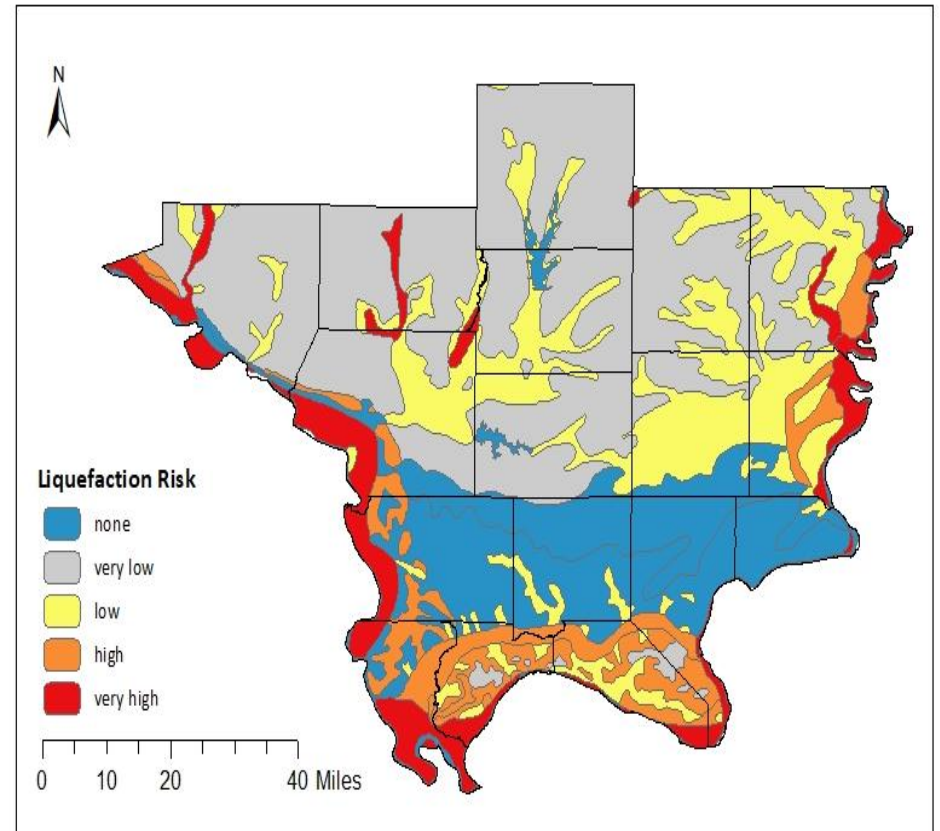 N
Liquefaction Risk
none
very low
low
high
very high
0 10 20 40 Miles